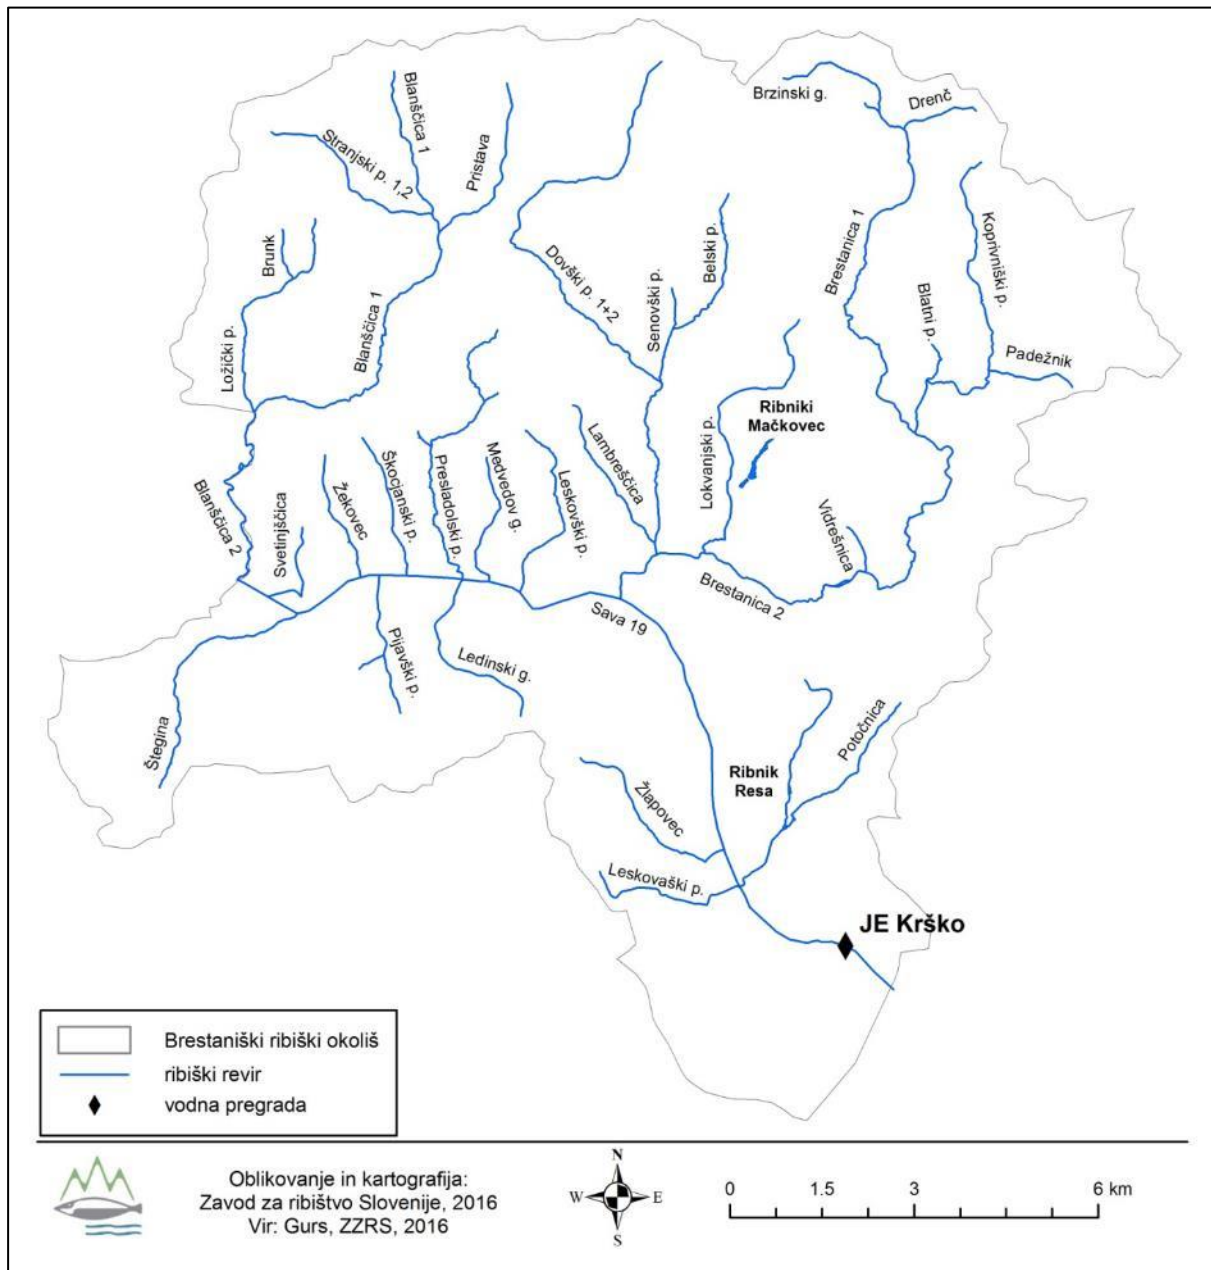 Brzinski g.
Drenč
Blanščica 1
Stranjski p. 1,2
Pristava
Brunk
Dovški p. 1+2
Belski p.
Senovški p.
Brestanica 1
Koprivniški p.
Blatni p.
Padežnik
Ložički p.
Blanščica 1
Ribniki
Mačkovec
Lokvanjski p.
Lambreščica
Leskovški p.
Medvedov g.
Presladolski p.
Škocjanski p.
Žekovec
Svetinjščica
Blanščica 2
Vidrešnica
Brestanica 2
Sava 19
Pijavški p.
Ledinski g.
Štegina
Potočnica
Ribnik
Resa
Žlapovec
Leskovaški p.
JE Krško
Brestaniški ribiški okoliš
ribiški revir
vodna pregrada
Oblikovanje in kartografija:
Zavod za ribištvo Slovenije, 2016
Vir: Gurs, ZZRS, 2016
N
W E
S
0 1.5 3 6 km